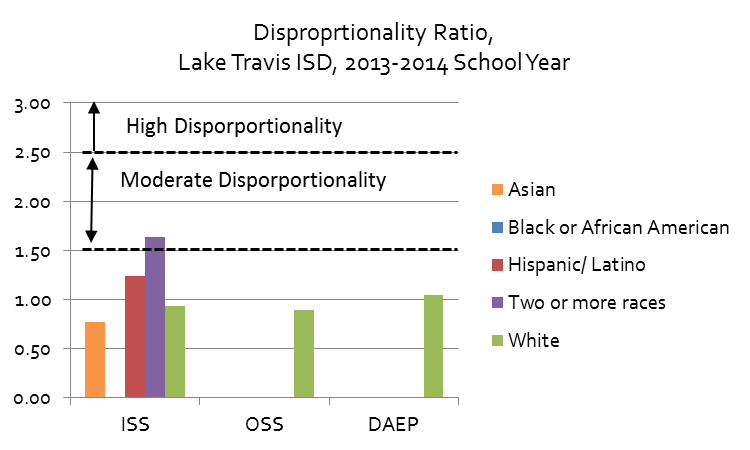 Disproprtionality Ratio,
Lake Travis ISD, 2013-2014 School Year
3.00
High Disporportionality
2.50
Moderate Disporportionality
2.00
1.50
1.00
0.50
0.00
ISS
OSS
DAEP
Asian
Black or African American
Hispanic/ Latino
Two or more races
White